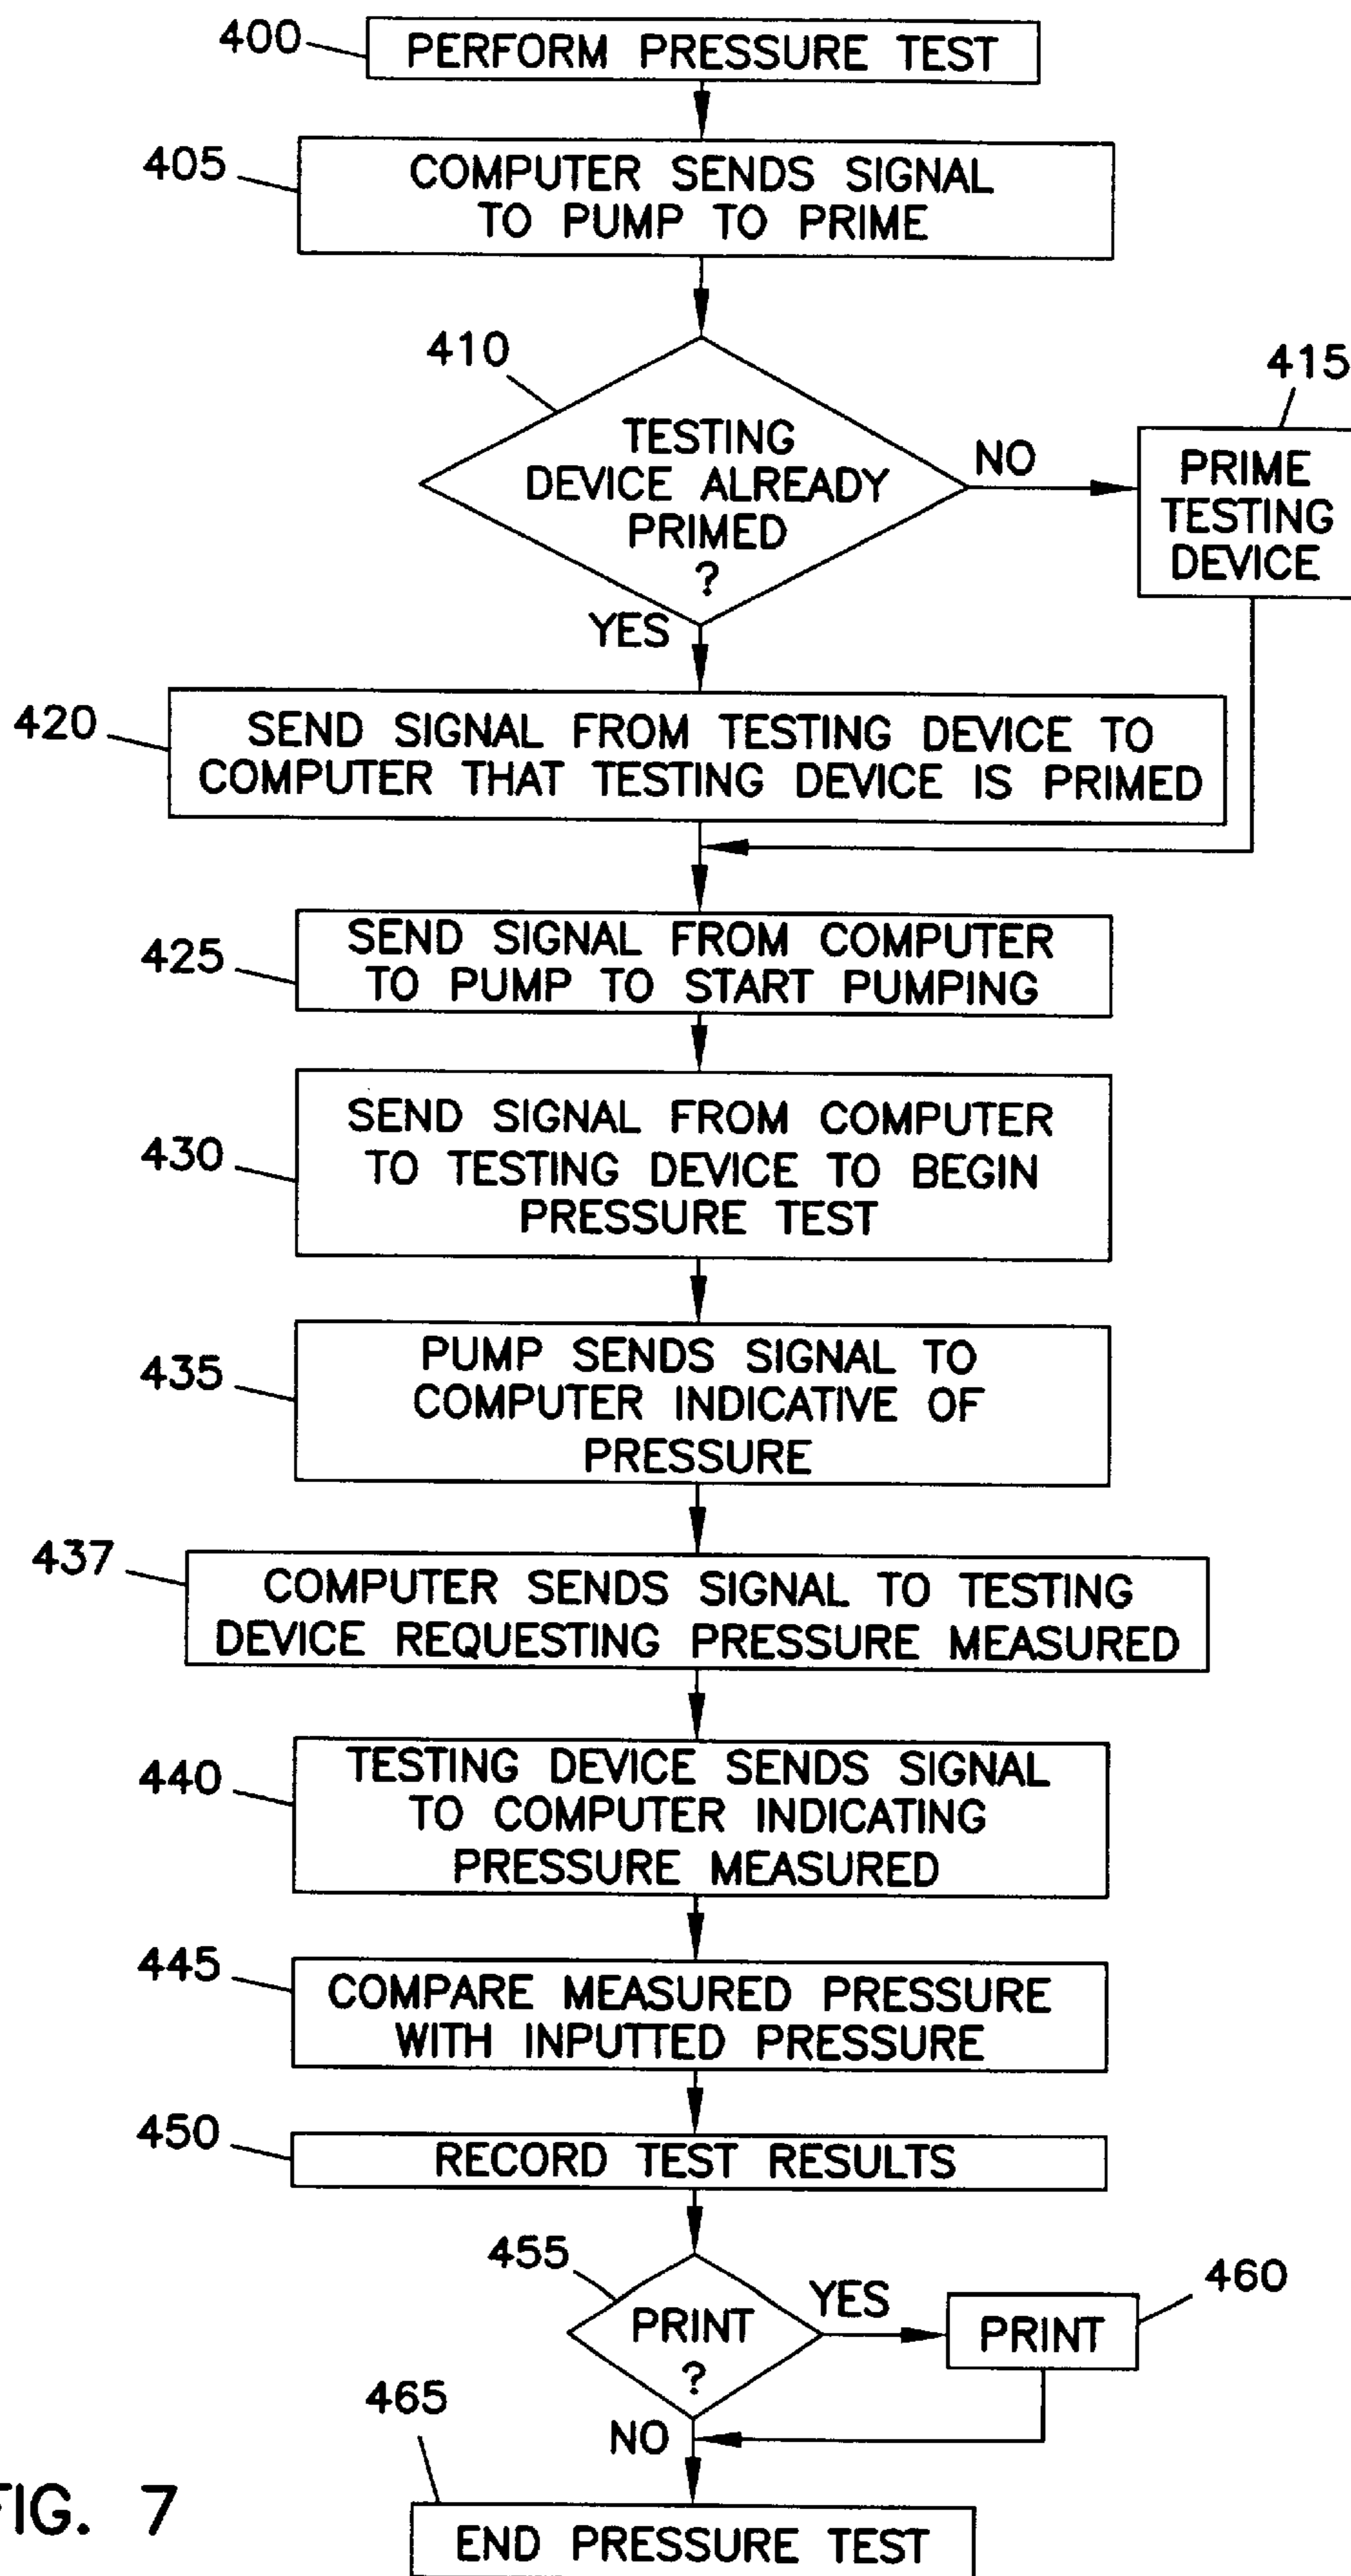 400
PERFORM PRESSURE TEST
405
COMPUTER SENDS SIGNAL
TO PUMP TO PRIME
410
TESTING
DEVICE ALREADY
PRIMED
?
NO
415
PRIME
TESTING
DEVICE
YES
420
SEND SIGNAL FROM TESTING DEVICE TO
COMPUTER THAT TESTING DEVICE IS PRIMED
425
SEND SIGNAL FROM COMPUTER
TO PUMP TO START PUMPING
430
SEND SIGNAL FROM COMPUTER
TO TESTING DEVICE TO BEGIN
PRESSURE TEST
435
PUMP SENDS SIGNAL TO
COMPUTER INDICATIVE OF
PRESSURE
437
COMPUTER SENDS SIGNAL TO TESTING
DEVICE REQUESTING PRESSURE MEASURED
440
TESTING DEVICE SENDS SIGNAL
TO COMPUTER INDICATING
PRESSURE MEASURED
445
COMPARE MEASURED PRESSURE
WITH INPUTTED PRESSURE
450
RECORD TEST RESULTS
455
PRINT
?
YES
460
PRINT
NO
465
END PRESSURE TEST
FIG. 7